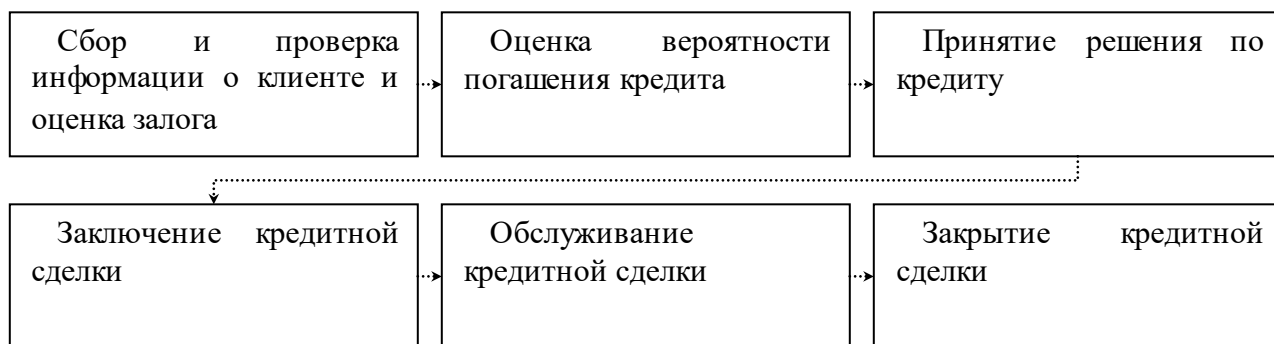 Сбор и проверка
информации о клиенте и
оценка залога
Оценка вероятности
погашения кредита
Принятие решения по
кредиту
Заключение кредитной
сделки
Обслуживание
кредитной сделки
Закрытие кредитной
сделки